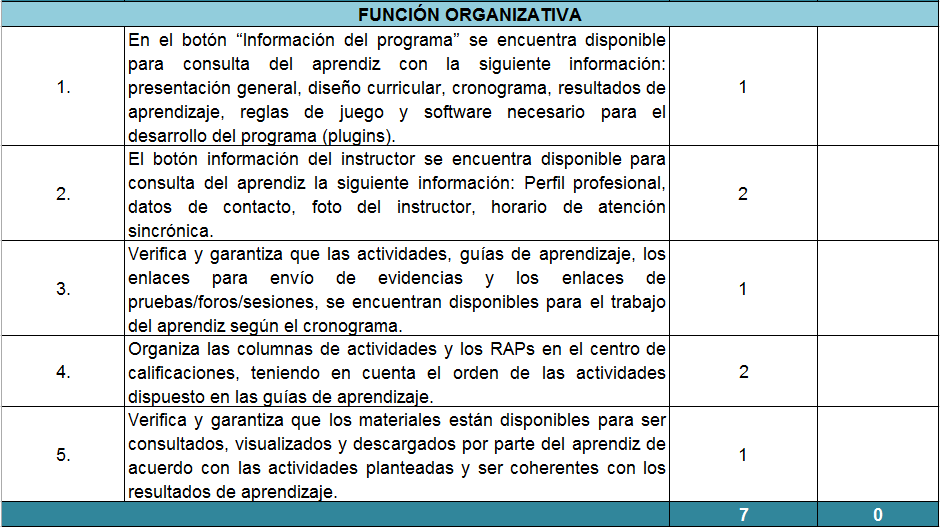 FUNCIÓN ORGANIZATIVA
En el botón “Información del programa” se encuentra disponible
para consulta del aprendiz con la siguiente información:
1. presentación general, diseño curricular, cronograma, resultados de 1
aprendizaje, reglas de juego y software necesario para el
desarrollo del programa (plugins).
El botón información del instructor se encuentra disponible para
2. consulta del aprendiz la siguiente información: Perfil profesional, 2
datos de contacto, foto del instructor, horario de atención
sincrónica.
Verifica y garantiza que las actividades, guías de aprendizaje, los
3. enlaces para envío de evidencias y los enlaces de 1
pruebas/foros/sesiones, se encuentran disponibles para el trabajo
del aprendiz según el cronograma.
Organiza las columnas de actividades y los RAPs en el centro de
4. calificaciones, teniendo en cuenta el orden de las actividades 2
dispuesto en las guías de aprendizaje.
Verifica y garantiza que los materiales están disponibles para ser
5. consultados, visualizados y descargados por parte del aprendiz de 1
acuerdo con las actividades planteadas y ser coherentes con los
resultados de aprendizaje.
7 0